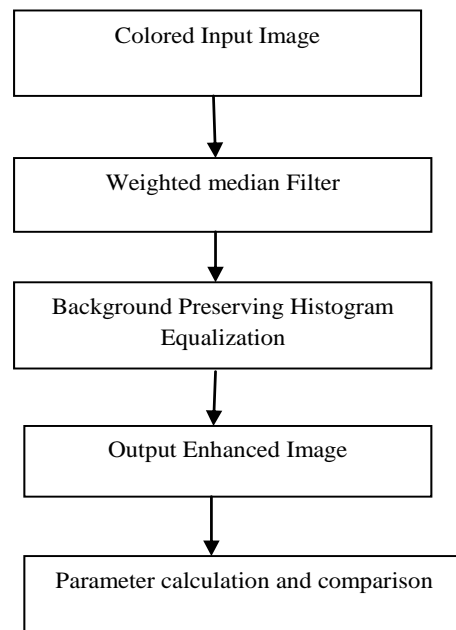 Colored Input Image
Weighted median Filter
Background Preserving Histogram
Equalization
Output Enhanced Image
Parameter calculation and comparison